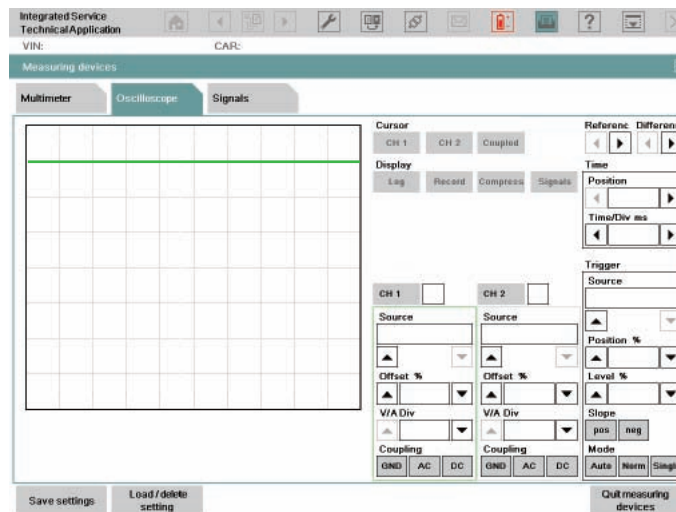 Integrated Service
Technical Application
VIN: CAR:
Measuring devices
Multimeter Oscilloscope Signals
Cursor
CH 1 CH 2 Coupled
Display
Log Record Compress Signals
Referenc Differenc
Time
Position
Time/Div ms
Trigger
Source
Position %
Level %
Slope
pos neg
Mode
Auto Norm Single
CH 1
Source
Offset %
V/A Div
Coupling
GND AC DC
CH 2
Source
Offset %
V/A Div
Coupling
GND AC DC
Save settings
Load / delete
setting
Quit measuring
devices